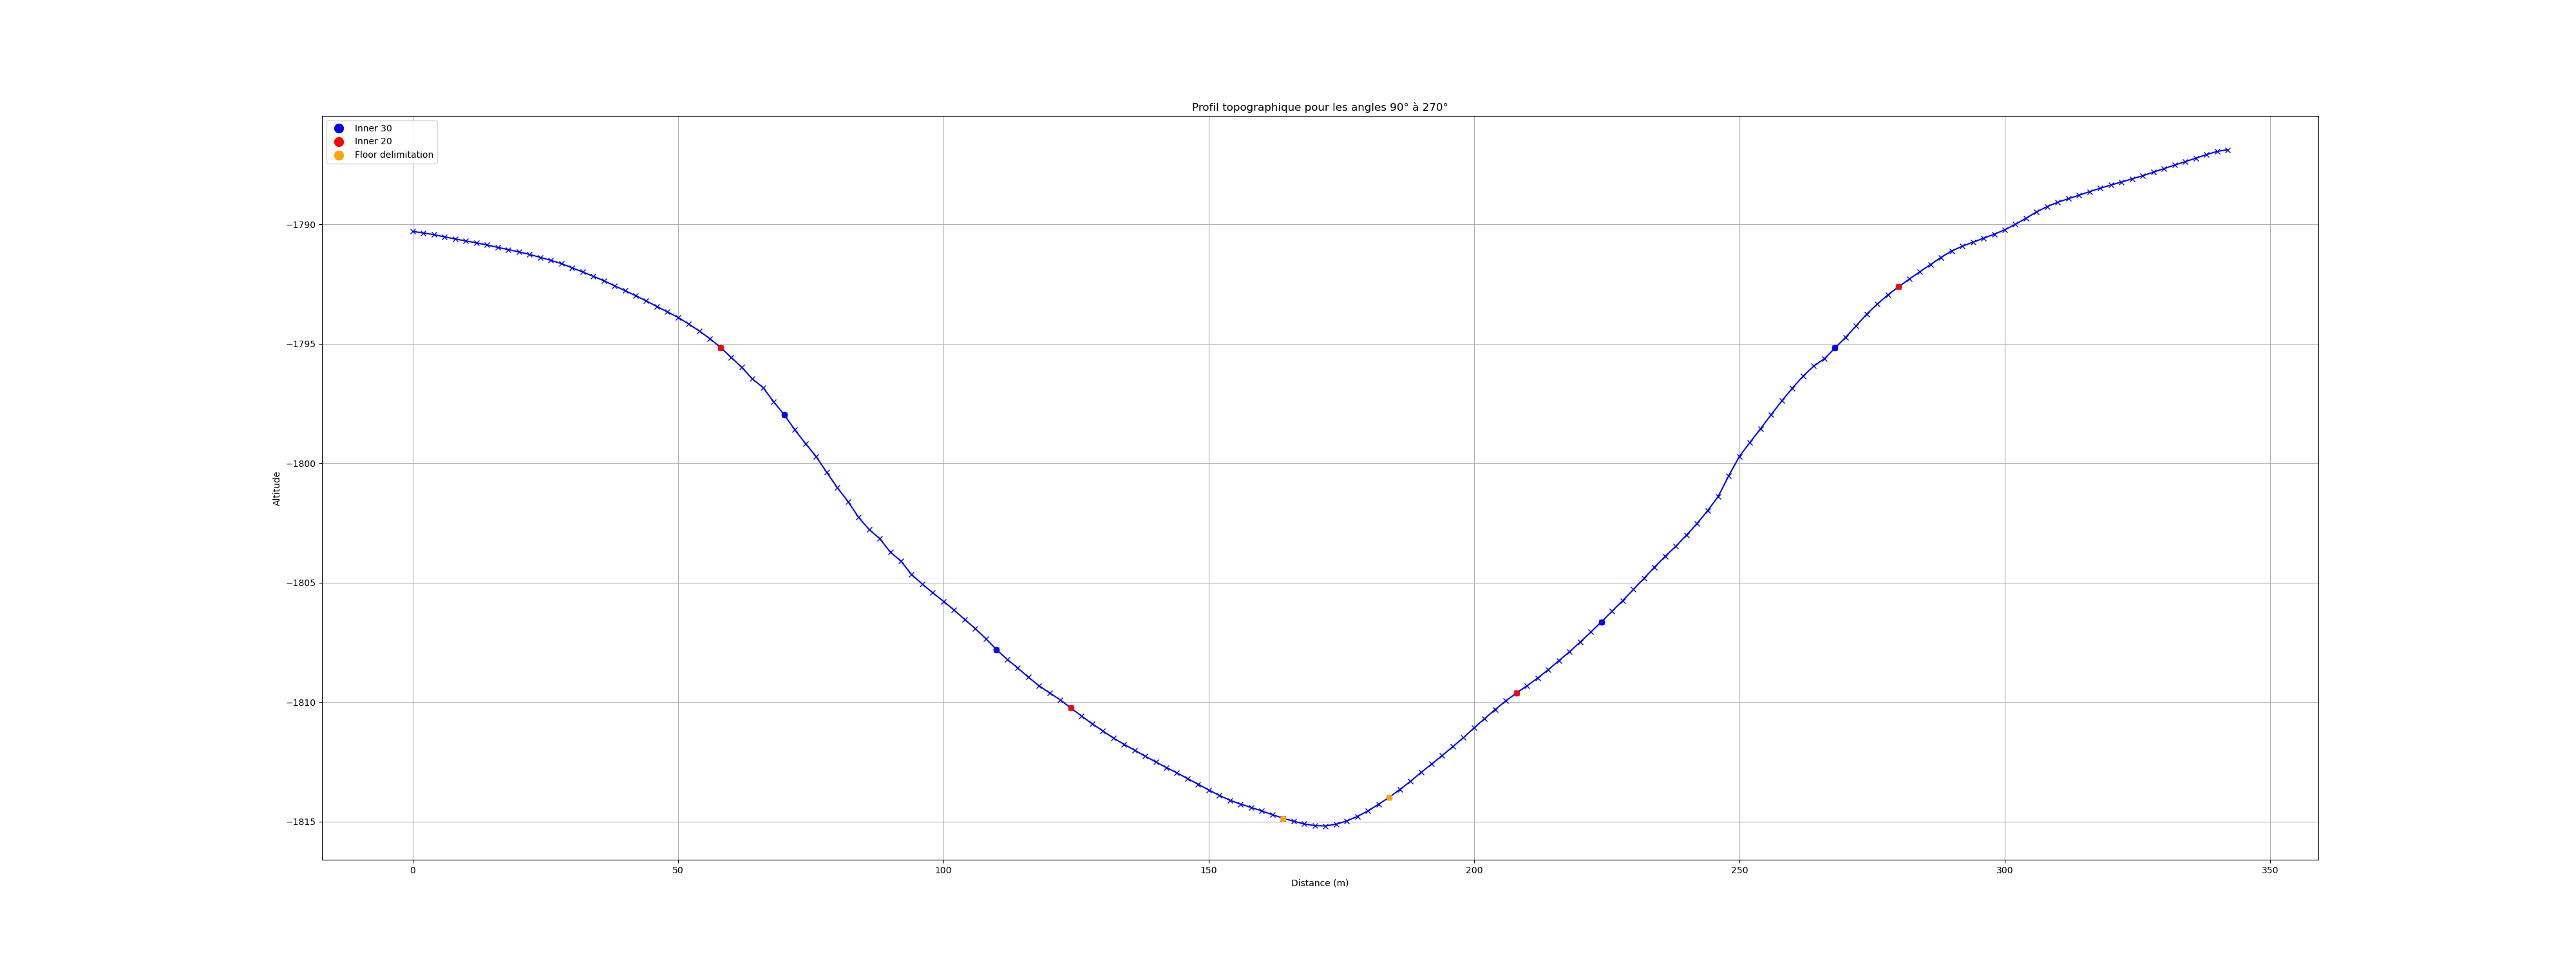 Profil topographique pour les angles 90° à 270°
Inner 30
Inner 20
Floor delimitation
−1790
−1795
−1800
−1805
−1810
−1815
Altitude
0 50 100 150 200 250 300 350
Distance (m)